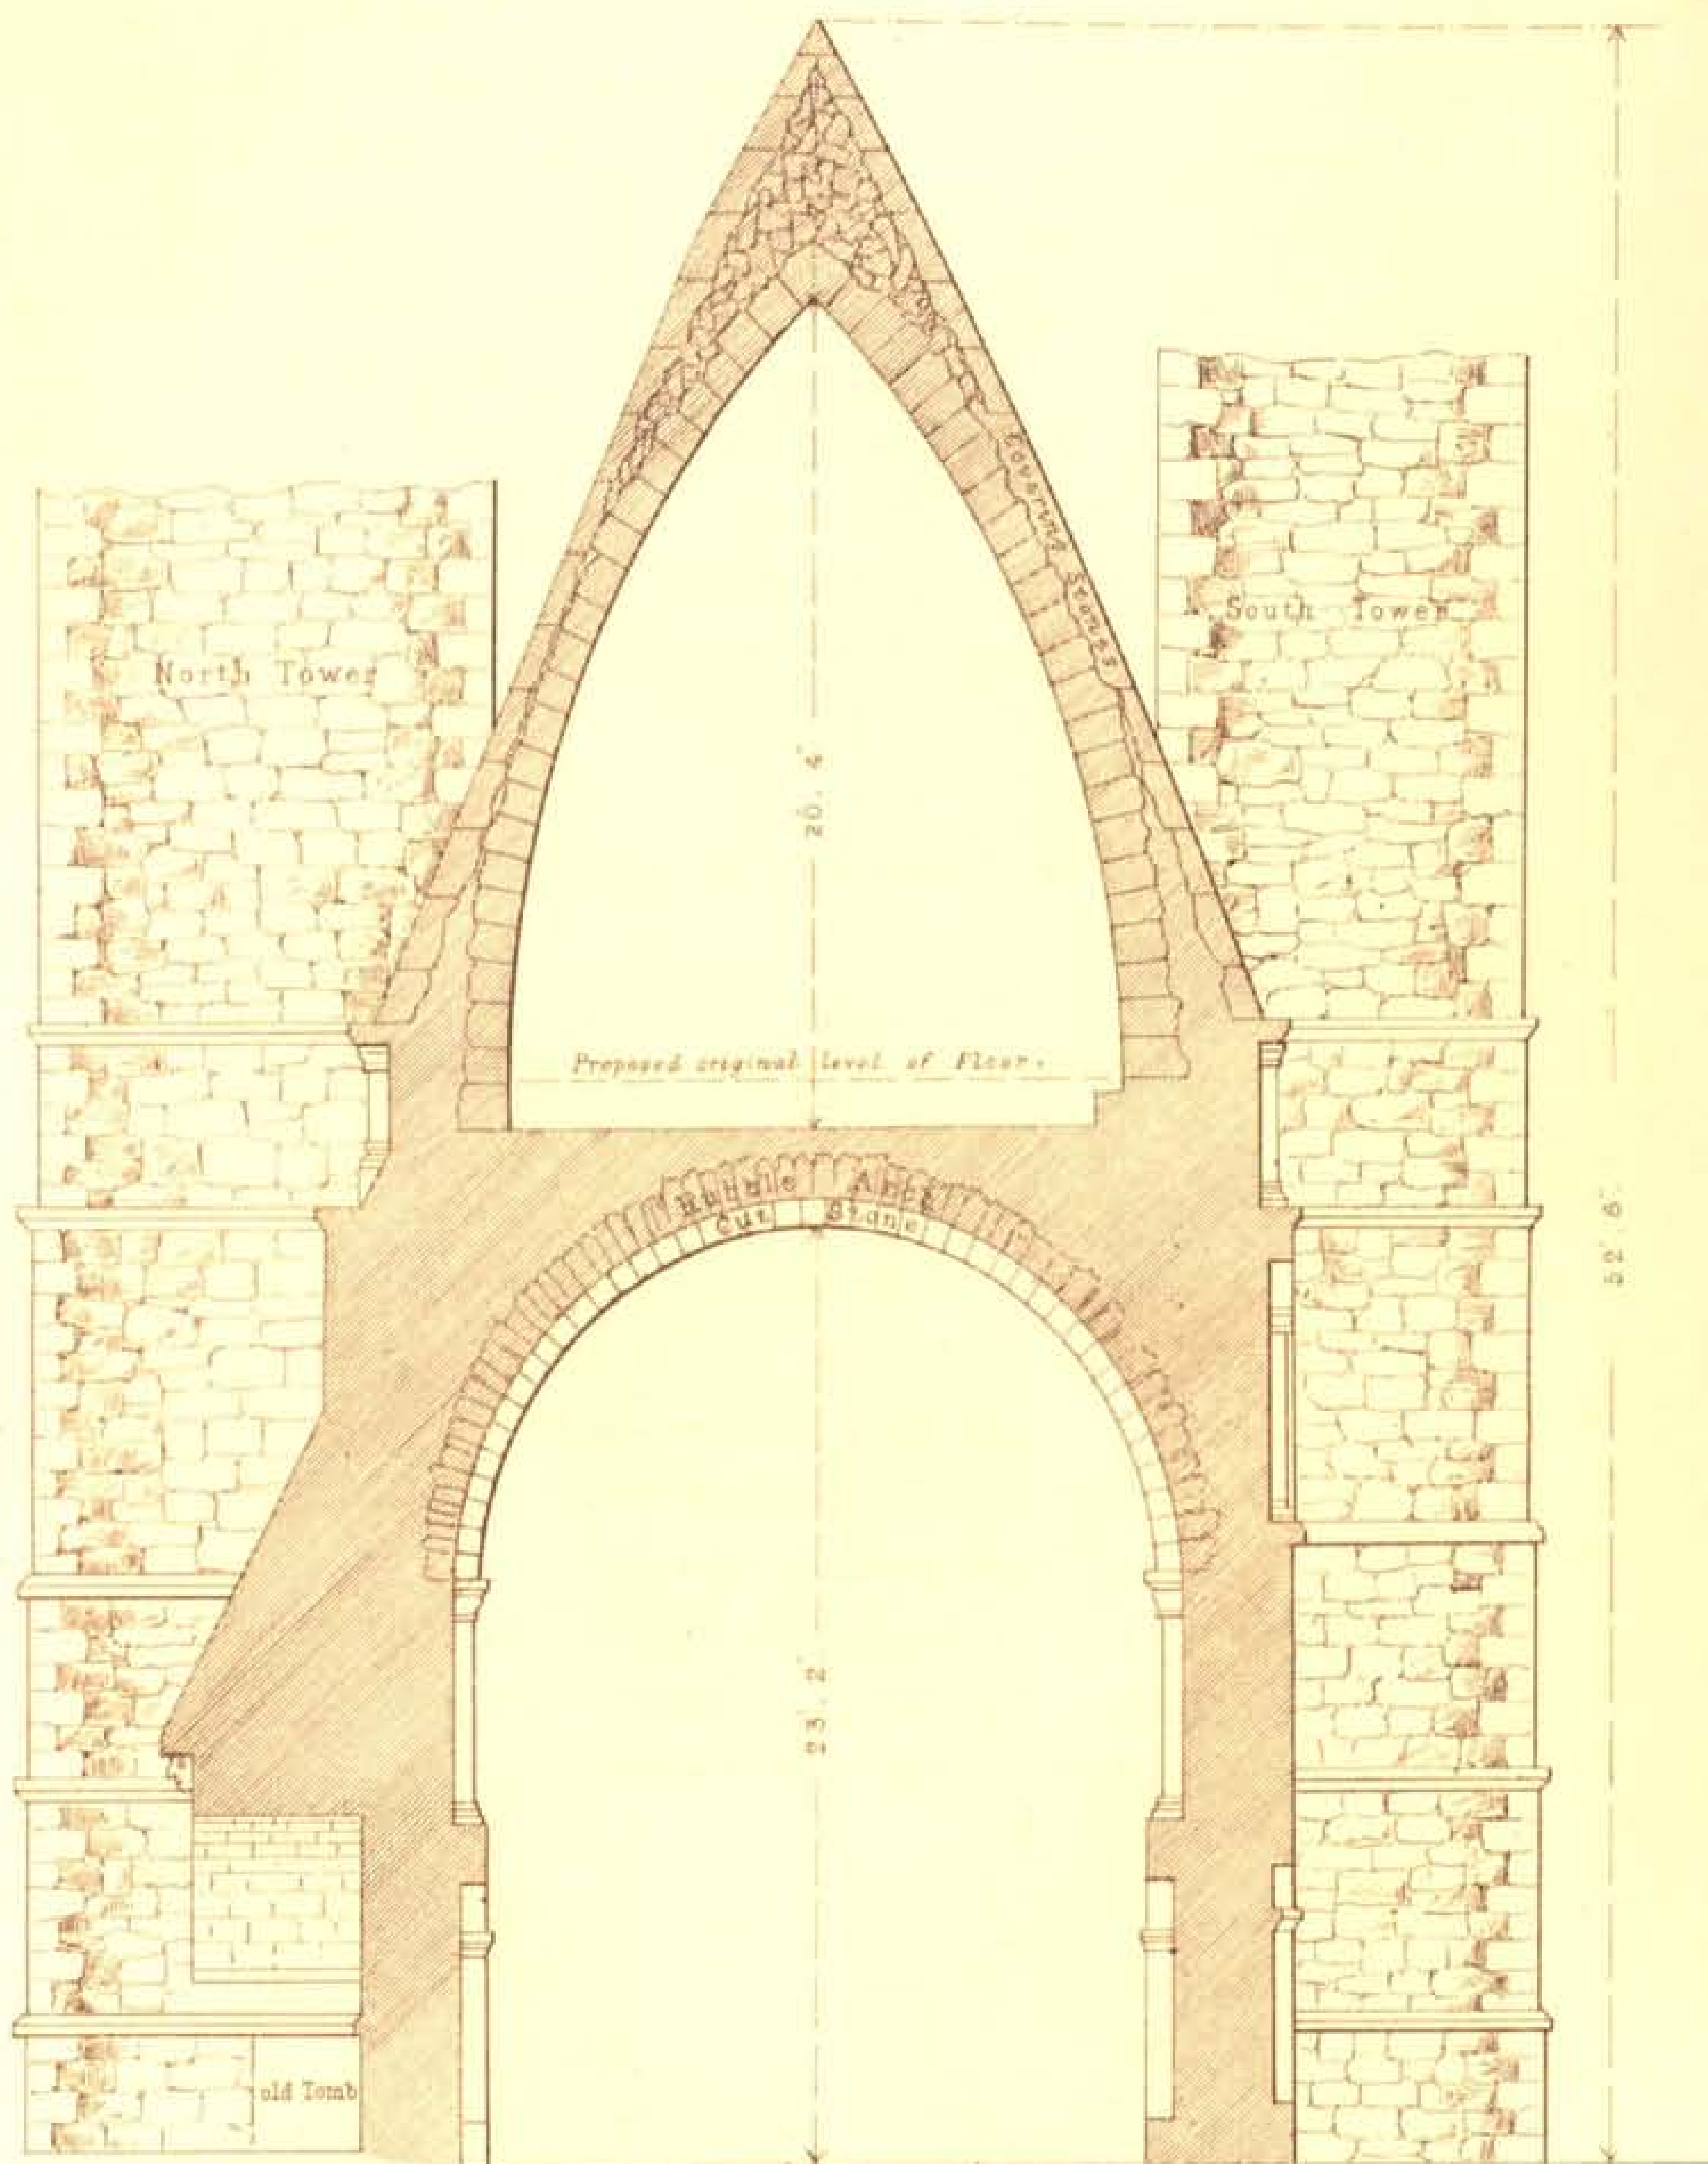 Covering Stones
South Tower
North Tower
20'. 4"
Proposed original level of Floor.
Rubble Arch
Cut Stone
52'. 6"
23'. 2"
old Tomb